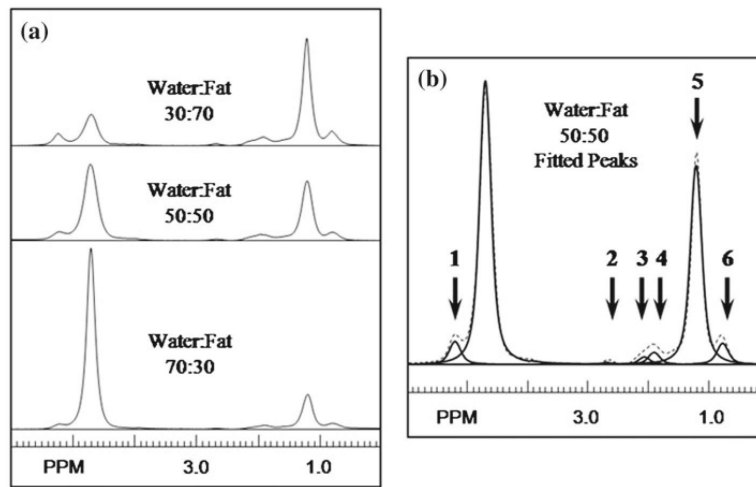 (a)
Water:Fat
30:70
Water:Fat
50:50
Water:Fat
70:30
PPM 3.0 1.0
(b)
Water:Fat
50:50
Fitted Peaks
5
1 2 3 4 6
PPM 3.0 1.0